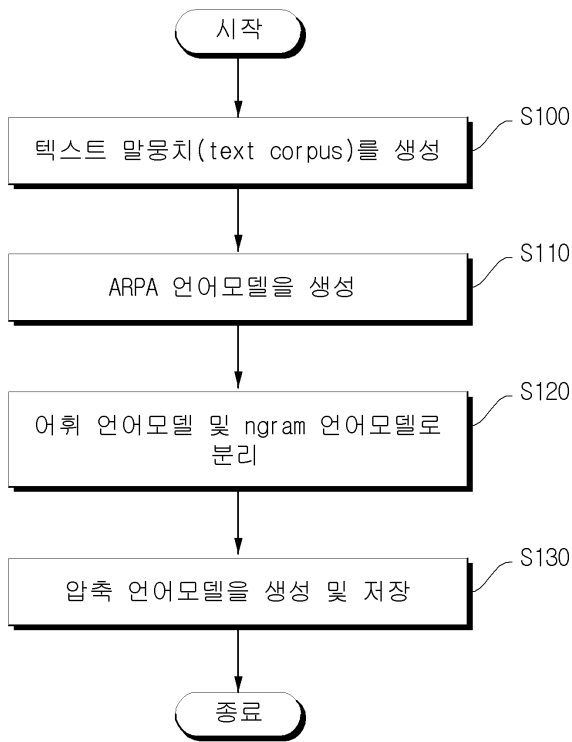 시작
텍스트 말뭉치(text corpus)를 생성
S100
ARPA 언어모델을 생성
S110
어휘 언어모델 및 ngram 언어모델로
분리
S120
압축 언어모델을 생성 및 저장
S130
종료